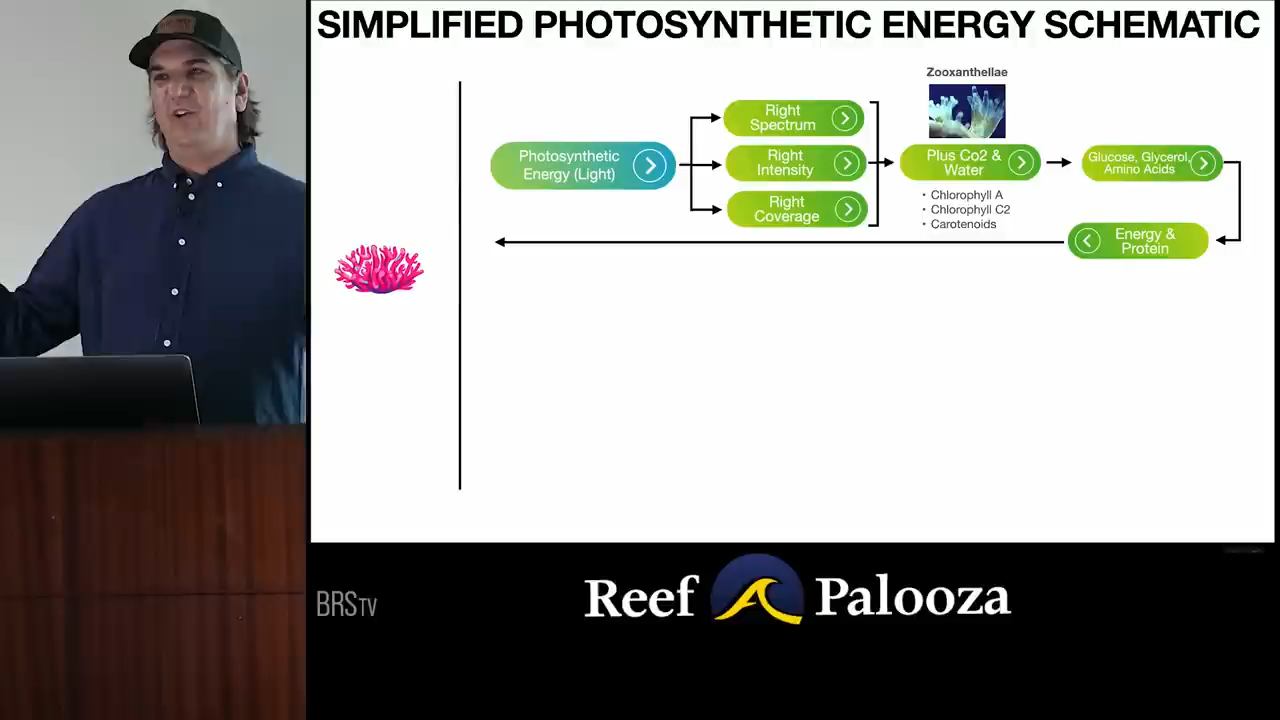 SIMPLIFIED PHOTOSYNTHETIC ENERGY SCHEMATIC
Zooxanthellae
Photosynthetic
Energy (Light)
Right
Spectrum
Right
Intensity
Right
Coverage
Plus Co2 &
Water
• Chlorophyll A
• Chlorophyll C2
• Carotenoids
Glucose, Glycerol,
Amino Acids
Energy &
Protein
BRSTV
Reef Palooza